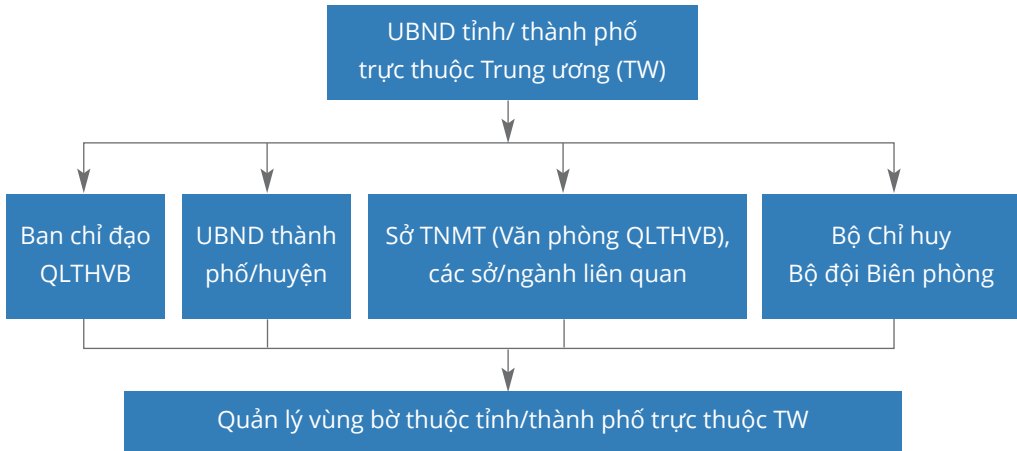 UBND tỉnh/ thành phố
trực thuộc Trung ương (TW)
Ban chỉ đạo
QLTHVB
UBND thành
phố/huyện
Sở TNMT (Văn phòng QLTHVB),
các sở/ngành liên quan
Bộ Chỉ huy
Bộ đội Biên phòng
Quản lý vùng bờ thuộc tỉnh/thành phố trực thuộc TW